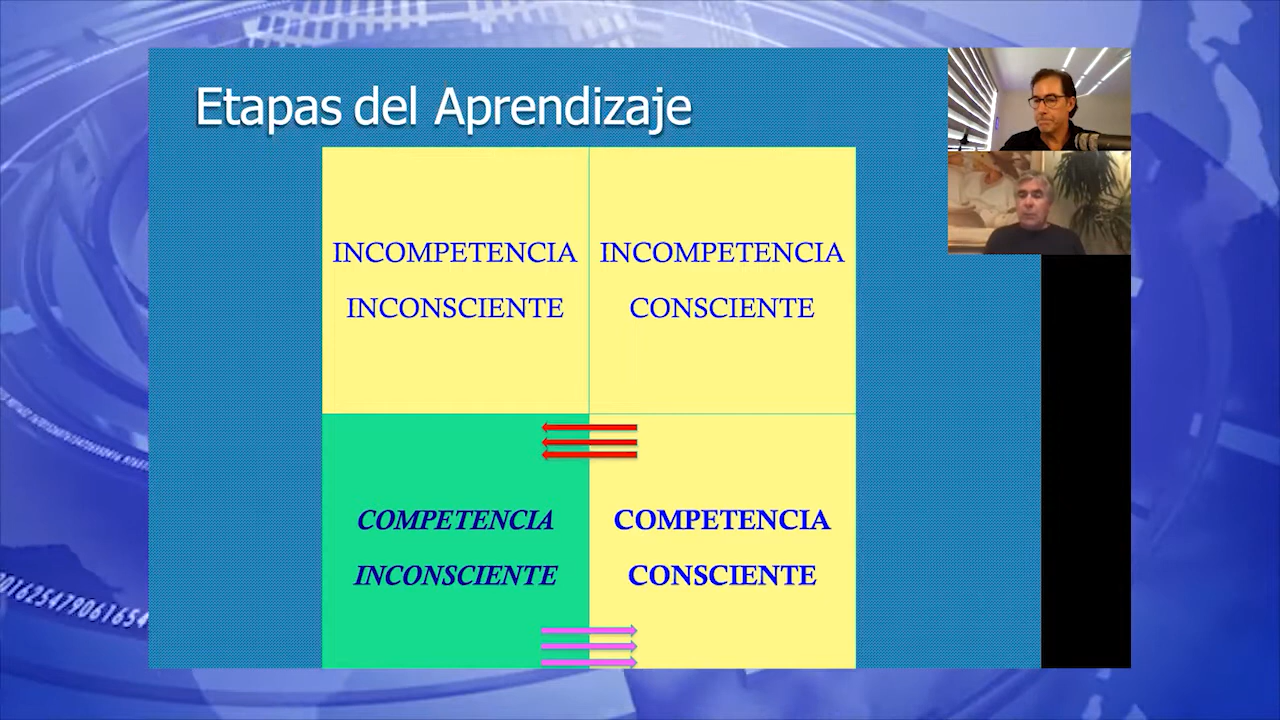 Etapas del Aprendizaje
INCOMPETENCIA
INCONSCIENTE
INCOMPETENCIA
CONSCIENTE
COMPETENCIA
INCONSCIENTE
COMPETENCIA
CONSCIENTE